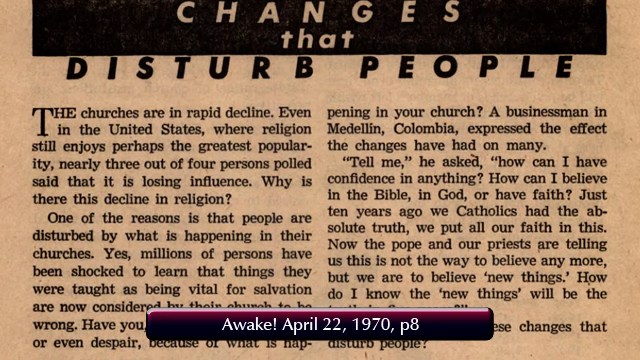 CHANGES
that
DISTURB PEOPLE
THE churches are in rapid decline. Even
in the United States, where religion
still enjoys perhaps the greatest popular-
ity, nearly three out of four persons polled
said that it is losing influence. Why is
there this decline in religion?
One of the reasons is that people are
disturbed by what is happening in their
churches. Yes, millions of persons have
been shocked to learn that things they
were taught as being vital for salvation
are now considered by their church to be
wrong. Have you,
or even despair, because of what is hap-
pening in your church? A businessman in
Medellín, Colombia, expressed the effect
the changes have had on many.
"Tell me," he asked, "how can I have
confidence in anything? How can I believe
in the Bible, in God, or have faith? Just
ten years ago we Catholics had the ab-
solute truth, we put all our faith in this.
Now the pope and our priests are telling
us this is not the way to believe any more,
but we are to believe 'new things.' How
do I know the 'new things' will be the
changes that
disturb people?
Awake! April 22, 1970, p8